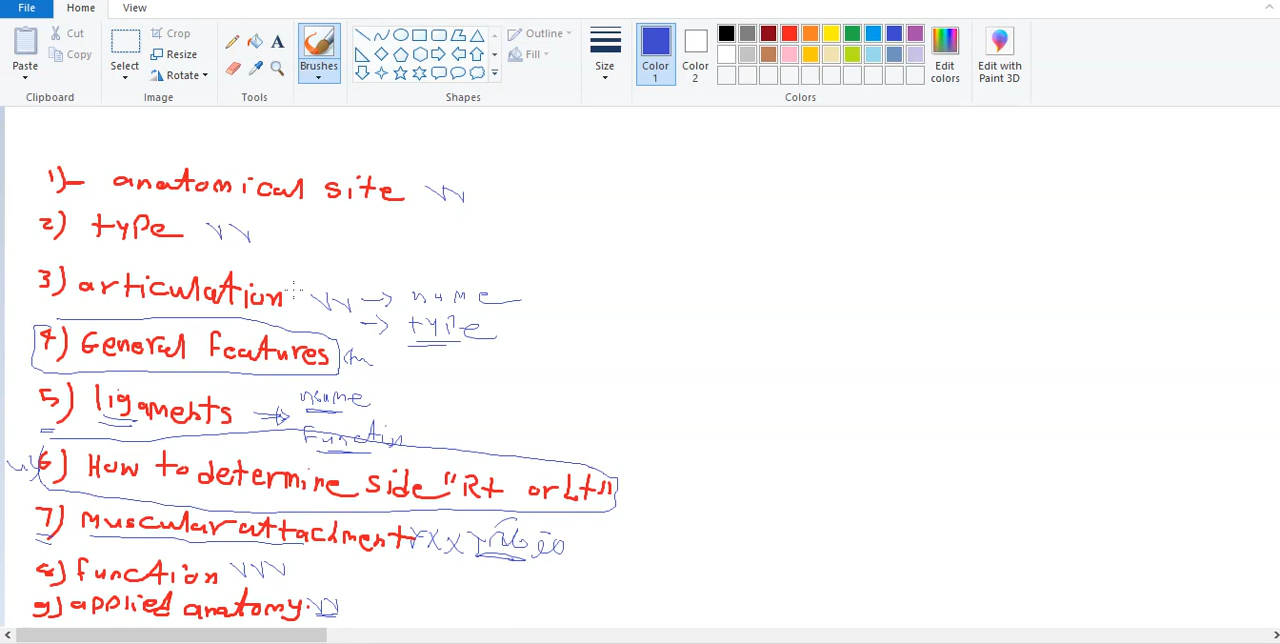 File Home View
Paste Cut Copy Select Crop Resize Rotate Brushes Outline Fill Size Color 1 Color 2 Edit colors Edit with Paint 3D
Clipboard Image Tools Shapes Colors
1)- anatomical site
2) type
3) articulation → name
→ type
4) General features
5) ligaments → name
Functin
6) How to determine side "Rt or Lt"
7) Muscular attachment
8) function
9) applied anatomy